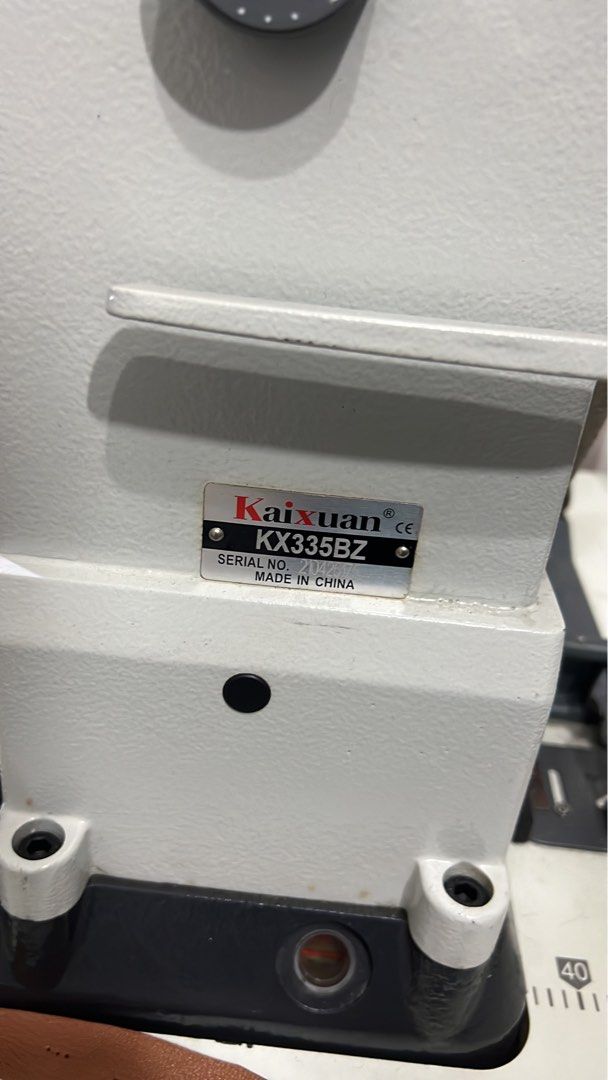 Kaixuan® CE
KX335BZ
SERIAL NO.
MADE IN CHINA
40